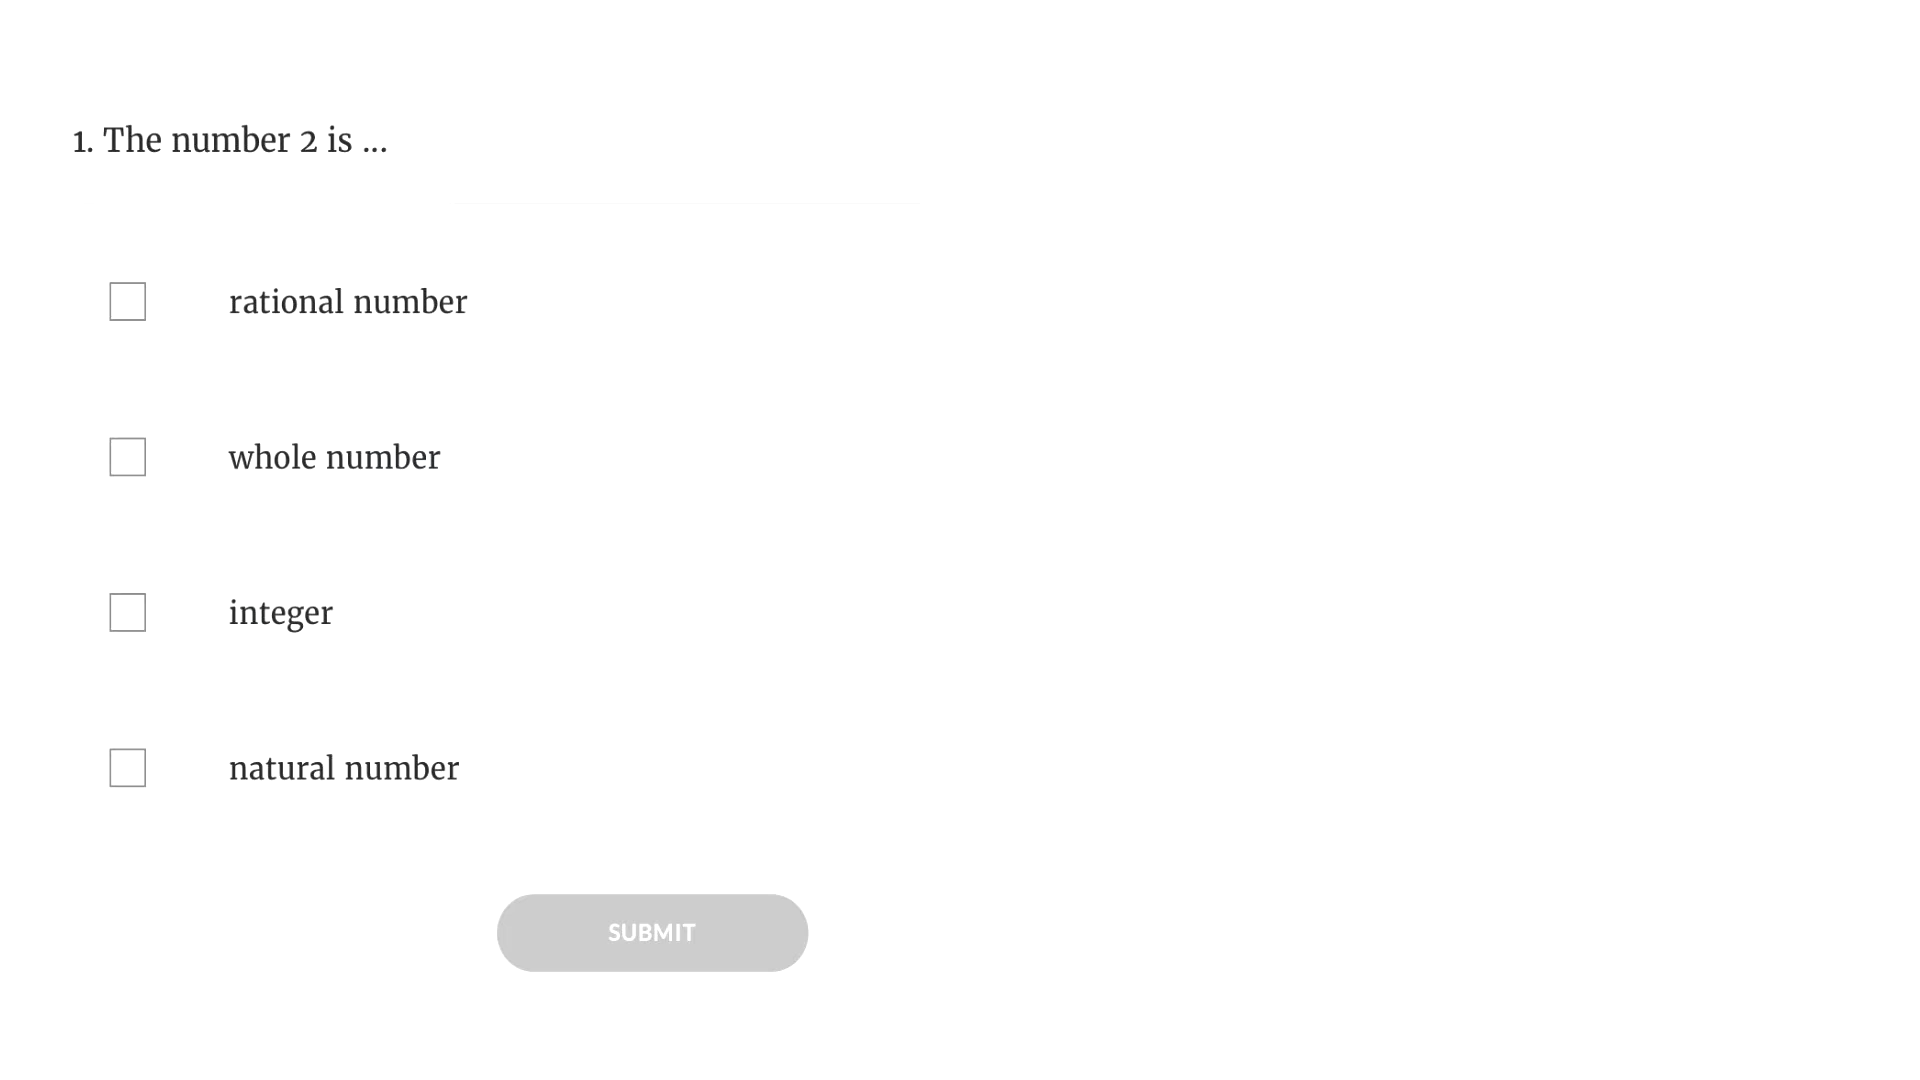 1. The number 2 is ...
rational number
whole number
integer
natural number
SUBMIT